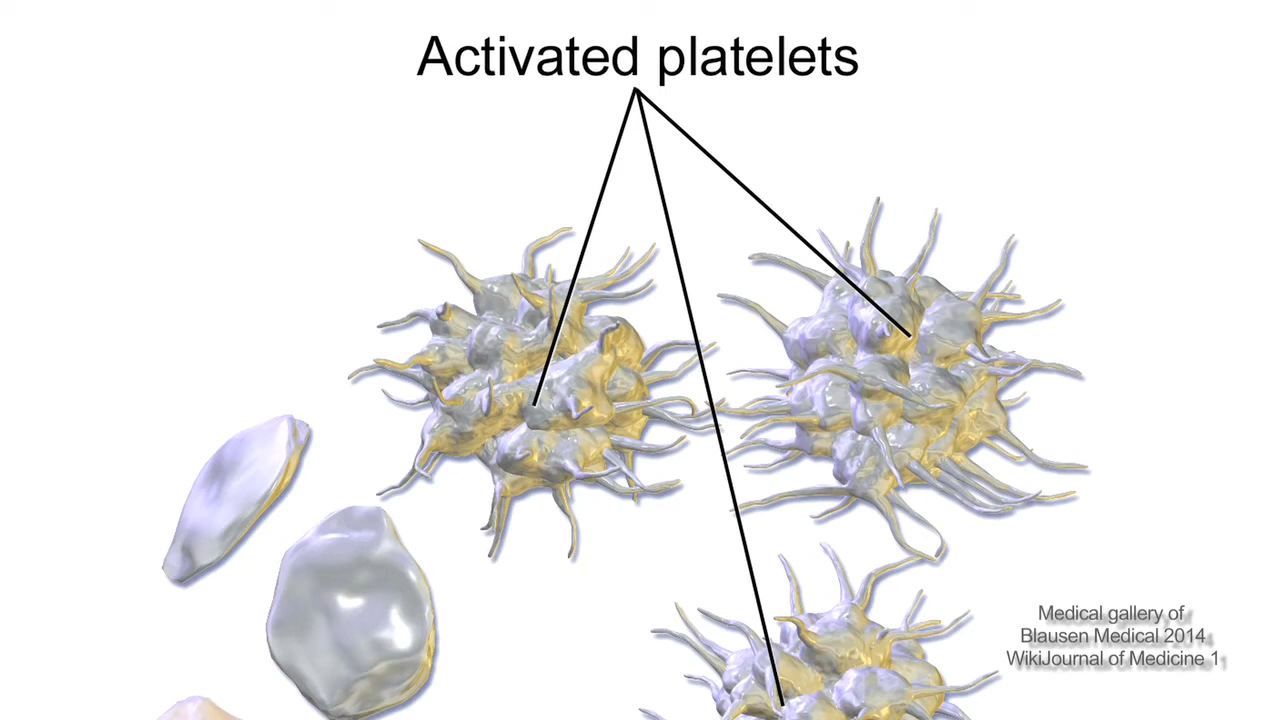 Activated platelets
Medical gallery of
Blausen Medical 2014
WikiJournal of Medicine 1